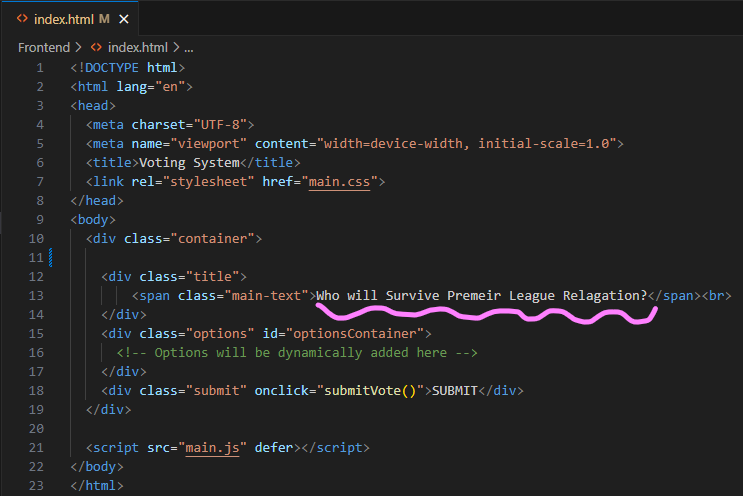 index.html M
Frontend > index.html > ...
1 <!DOCTYPE html>
2 <html lang="en">
3 <head>
4 <meta charset="UTF-8">
5 <meta name="viewport" content="width=device-width, initial-scale=1.0">
6 <title>Voting System</title>
7 <link rel="stylesheet" href="main.css">
8 </head>
9 <body>
10 <div class="container">
11
12 <div class="title">
13 <span class="main-text">Who will Survive Premeir League Relagation?</span><br>
14 </div>
15 <div class="options" id="optionsContainer">
16 <!-- Options will be dynamically added here -->
17 </div>
18 <div class="submit" onclick="submitVote()">SUBMIT</div>
19 </div>
20
21 <script src="main.js" defer></script>
22 </body>
23 </html>